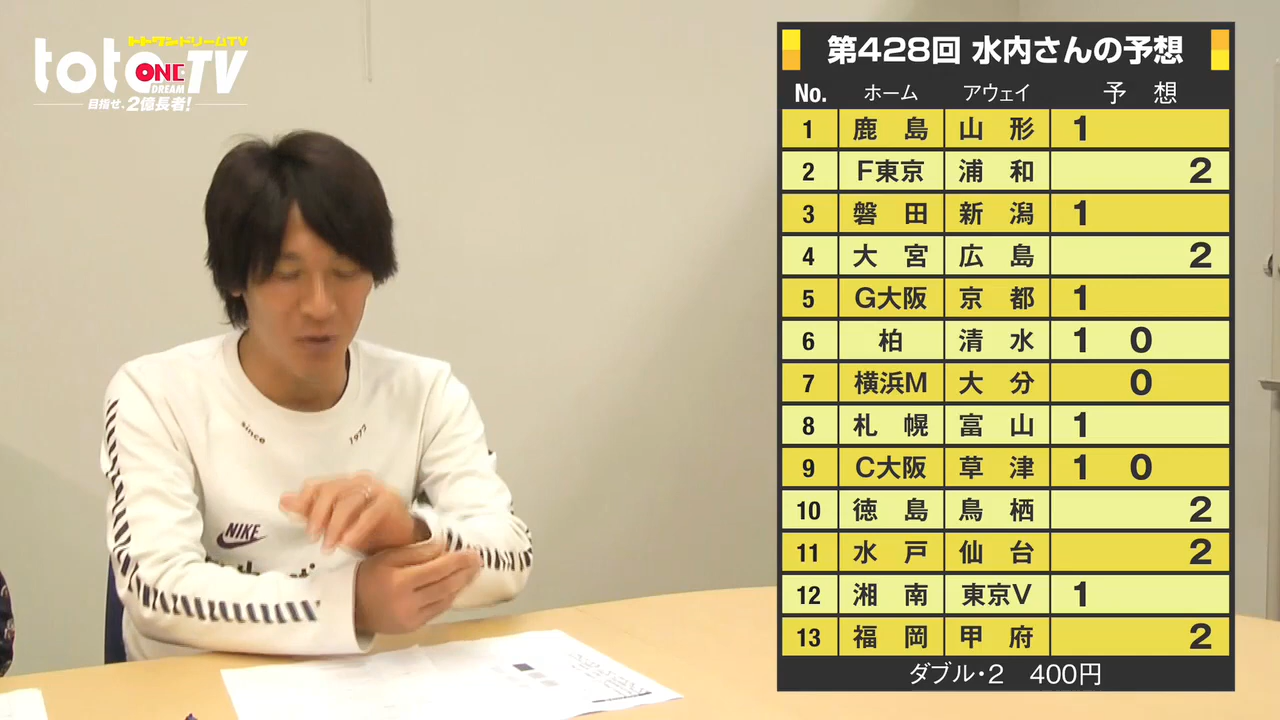 トトワンドリームTV
toto ONE DREAM TV
目指せ、2億長者!
since 1977
NIKE
第428回 水内さんの予想
No. ホーム アウェイ 予想
1 鹿島 山形 1
2 F東京 浦和 2
3 磐田 新潟 1
4 大宮 広島 2
5 G大阪 京都 1
6 柏 清水 1 0
7 横浜M 大分 0
8 札幌 富山 1
9 C大阪 草津 1 0
10 徳島 鳥栖 2
11 水戸 仙台 2
12 湘南 東京V 1
13 福岡 甲府 2
ダブル・2 400円